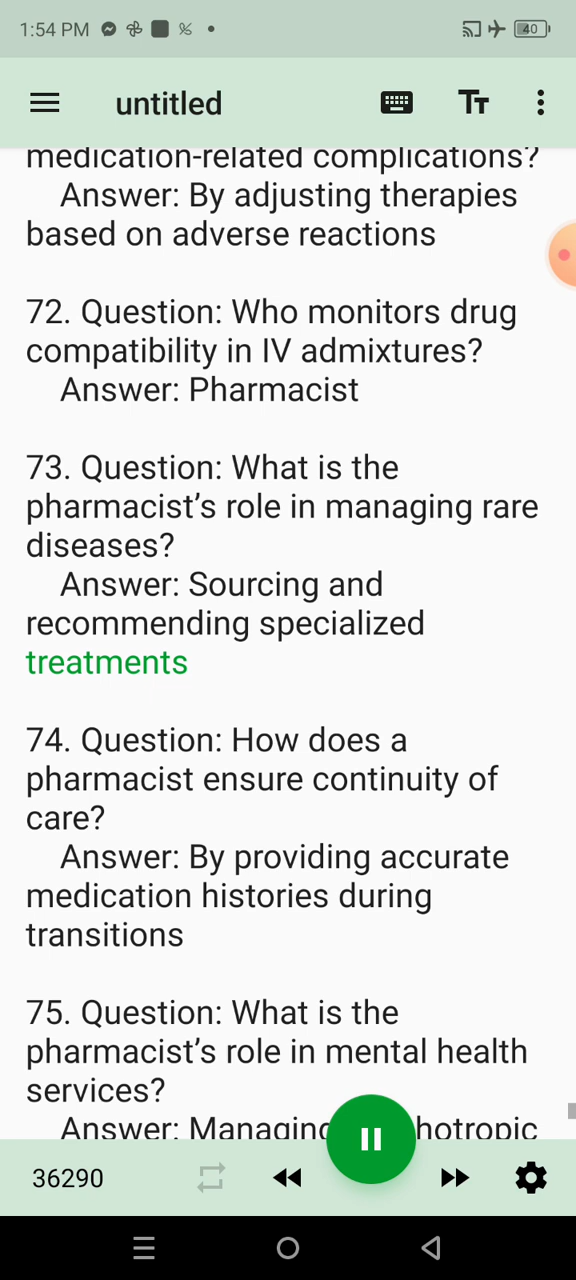 1:54 PM
40
untitled
medication-related complications?
Answer: By adjusting therapies
based on adverse reactions
72. Question: Who monitors drug
compatibility in IV admixtures?
Answer: Pharmacist
73. Question: What is the
pharmacist’s role in managing rare
diseases?
Answer: Sourcing and
recommending specialized
treatments
74. Question: How does a
pharmacist ensure continuity of
care?
Answer: By providing accurate
medication histories during
transitions
75. Question: What is the
pharmacist’s role in mental health
services?
Answer: Managing hotropic
36290